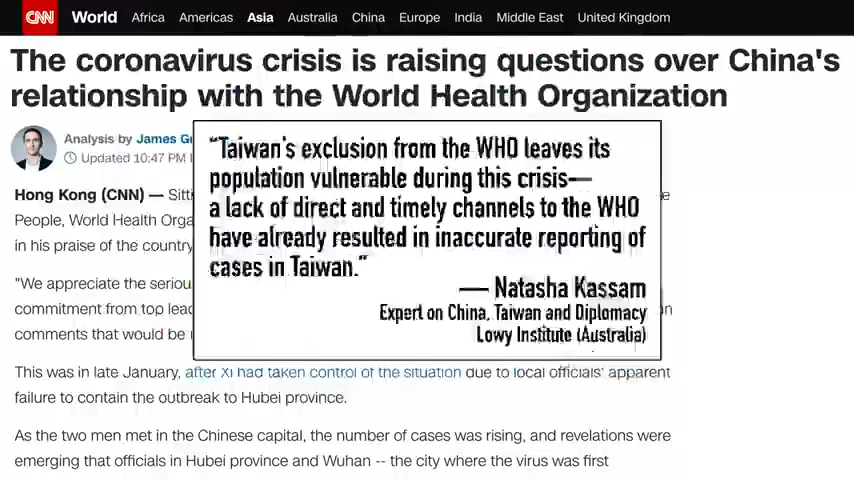 CNN World Africa Americas Asia Australia China Europe India Middle East United Kingdom
The coronavirus crisis is raising questions over China's
relationship with the World Health Organization
Analysis by James
Updated 10:47 PM
Hong Kong (CNN) —
People, World Health
in his praise of the country
"We appreciate the
commitment from top
comments that would be
"Taiwan's exclusion from the WHO leaves its
population vulnerable during this crisis—
a lack of direct and timely channels to the WHO
have already resulted in inaccurate reporting of
cases in Taiwan."
— Natasha Kassam
Expert on China, Taiwan and Diplomacy
Lowy Institute (Australia)
This was in late January, after Xi had taken control of the situation due to local officials' apparent
failure to contain the outbreak to Hubei province.
As the two men met in the Chinese capital, the number of cases was rising, and revelations were
emerging that officials in Hubei province and Wuhan -- the city where the virus was first